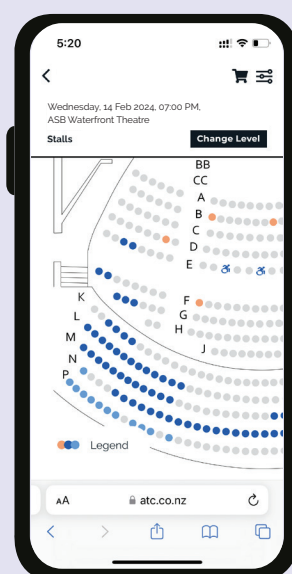 5:20
Wednesday, 14 Feb 2024, 07:00 PM,
ASB Waterfront Theatre
Stalls
Change Level
BB
CC
A
B
C
D
E
F
G
H
J
K
L
M
N
P
Legend
AA
atc.co.nz